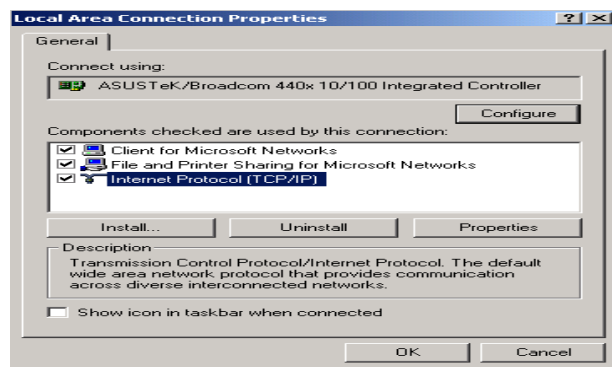 Local Area Connection Properties
General
Connect using:
ASUSTeK/Broadcom 440x 10/100 Integrated Controller
Configure
Components checked are used by this connection:
Client for Microsoft Networks
File and Printer Sharing for Microsoft Networks
Internet Protocol (TCP/IP)
Install... Uninstall Properties
Description
Transmission Control Protocol/Internet Protocol. The default
wide area network protocol that provides communication
across diverse interconnected networks.
Show icon in taskbar when connected
OK Cancel